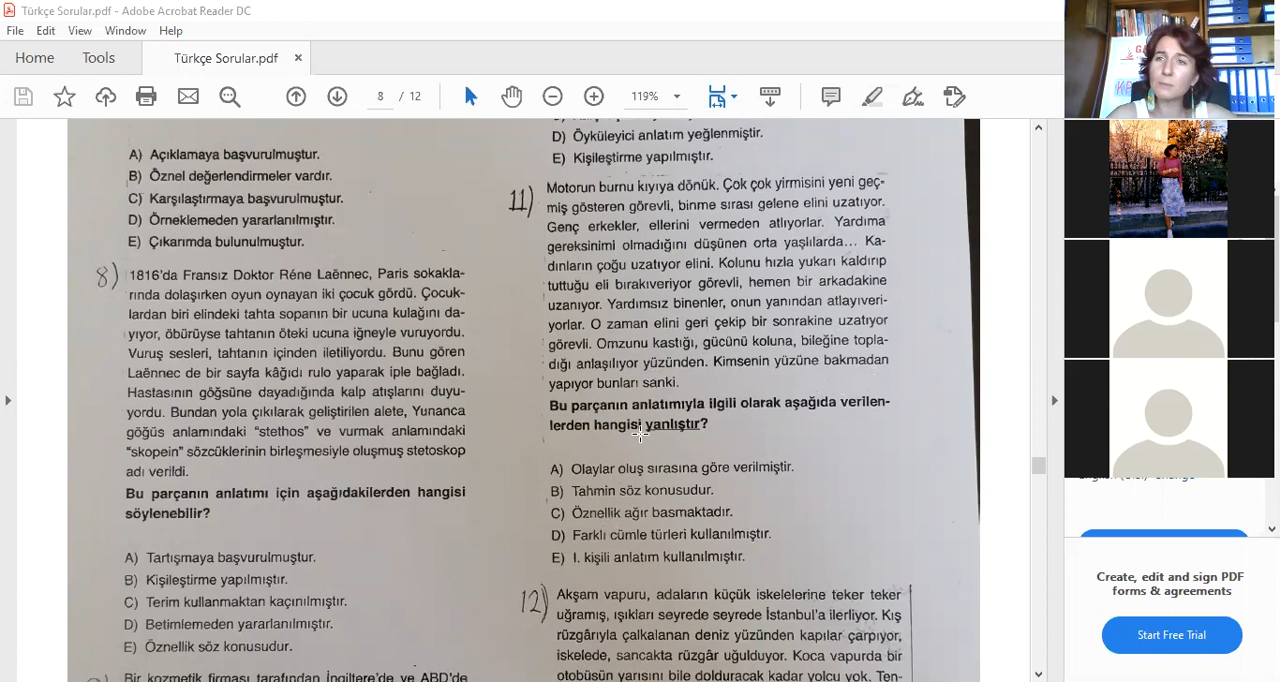 Türkçe Sorular.pdf - Adobe Acrobat Reader DC
File Edit View Window Help
Home Tools Türkçe Sorular.pdf ×
8 / 12 119%
A) Açıklamaya başvurulmuştur.
B) Öznel değerlendirmeler vardır.
C) Karşılaştırmaya başvurulmuştur.
D) Örneklemeden yararlanılmıştır.
E) Çıkarımda bulunulmuştur.
8) 1816'da Fransız Doktor Réne Laënnec, Paris sokakla-
rında dolaşırken oyun oynayan iki çocuk gördü. Çocuk-
lardan biri elindeki tahta sopanın bir ucuna kulağını da-
yıyor, öbürüyse tahtanın öteki ucuna iğneyle vuruyordu.
Vuruş sesleri, tahtanın içinden iletiliyordu. Bunu gören
Laënnec de bir sayfa kâğıdı rulo yaparak iple bağladı.
Hastasının göğsüne dayadığında kalp atışlarını duyu-
yordu. Bundan yola çıkılarak geliştirilen alete, Yunanca
göğüs anlamındaki "stethos" ve vurmak anlamındaki
"skopein" sözcüklerinin birleşmesiyle oluşmuş stetoskop
adı verildi.
Bu parçanın anlatımı için aşağıdakilerden hangisi
söylenebilir?
A) Tartışmaya başvurulmuştur.
B) Kişileştirme yapılmıştır.
C) Terim kullanmaktan kaçınılmıştır.
D) Betimlemeden yararlanılmıştır.
E) Öznellik söz konusudur.
Bir kozmetik firması tarafından İngiltere'de ve ABD'de
D) Öyküleyici anlatım yeğlenmiştir.
E) Kişileştirme yapılmıştır.
11) Motorun burnu kıyıya dönük. Çok çok yirmisini yeni geç-
miş gösteren görevli, binme sırası gelene elini uzatıyor.
Genç erkekler, ellerini vermeden atlıyorlar. Yardıma
gereksinimi olmadığını düşünen orta yaşlılarda... Ka-
dınların çoğu uzatıyor elini. Kolunu hızla yukarı kaldırıp
tuttuğu eli bırakıveriyor görevli, hemen bir arkadakine
uzanıyor. Yardımsız binenler, onun yanından atlayıveri-
yorlar. O zaman elini geri çekip bir sonrakine uzatıyor
görevli. Omzunu kastığı, gücünü koluna, bileğine topla-
dığı anlaşılıyor yüzünden. Kimsenin yüzüne bakmadan
yapıyor bunları sanki.
Bu parçanın anlatımıyla ilgili olarak aşağıda verilen-
lerden hangisi yanlıştır?
A) Olaylar oluş sırasına göre verilmiştir.
B) Tahmin söz konusudur.
C) Öznellik ağır basmaktadır.
D) Farklı cümle türleri kullanılmıştır.
E) I. kişili anlatım kullanılmıştır.
12) Akşam vapuru, adaların küçük iskelelerine teker teker
uğramış, ışıkları seyrede seyrede İstanbul'a ilerliyor. Kış
rüzgârıyla çalkalanan deniz yüzünden kapılar çarpıyor,
iskelede, sancakta rüzgâr uğulduyor. Koca vapurda bir
otobüsün yarısını bile dolduracak kadar yolcu yok. Ten-
Create, edit and sign PDF
forms & agreements
Start Free Trial